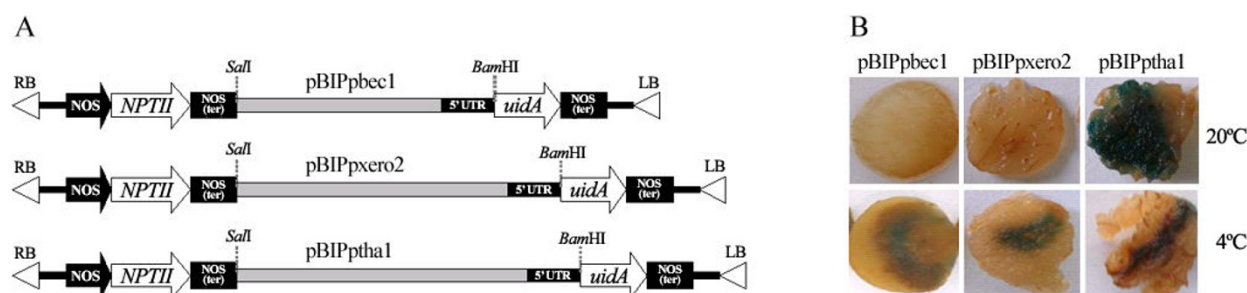 A
RB NOS NPTII NOS (ter) SalI pBIPpbec1 5' UTR BamHI uidA NOS (ter) LB
RB NOS NPTII NOS (ter) SalI pBIPpxero2 5' UTR BamHI uidA NOS (ter) LB
RB NOS NPTII NOS (ter) SalI pBIPptha1 5' UTR BamHI uidA NOS (ter) LB
B
pBIPpbec1 pBIPpxero2 pBIPptha1
20ºC
4ºC